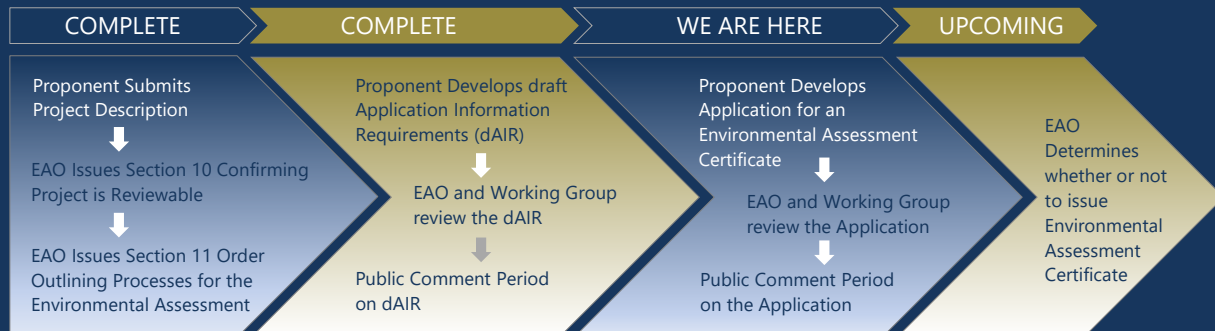 COMPLETE
COMPLETE
WE ARE HERE
UPCOMING
Proponent Submits
Project Description
EAO Issues Section 10 Confirming
Project is Reviewable
EAO Issues Section 11 Order
Outlining Processes for the
Environmental Assessment
Proponent Develops draft
Application Information
Requirements (dAIR)
EAO and Working Group
review the dAIR
Public Comment Period
on dAIR
Proponent Develops
Application for an
Environmental Assessment
Certificate
EAO and Working Group
review the Application
Public Comment Period
on the Application
EAO
Determines
whether or not
to issue
Environmental
Assessment
Certificate